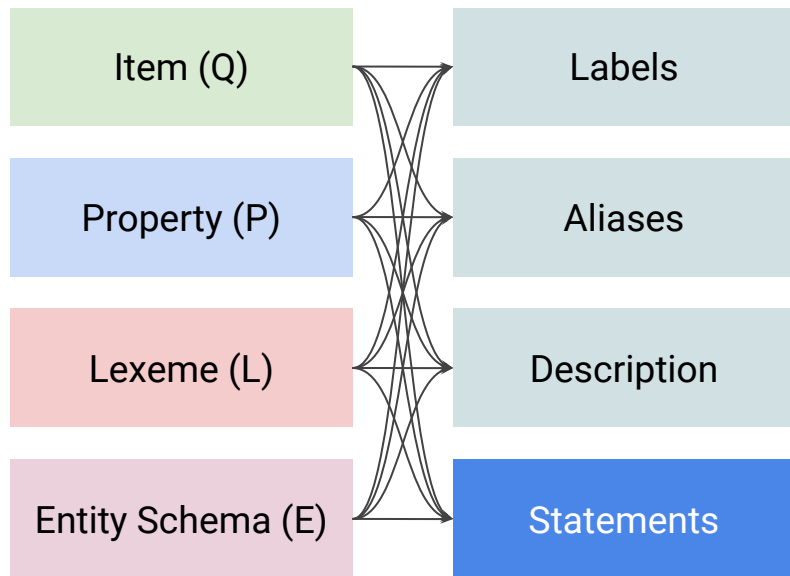 Item (Q)
Labels
Property (P)
Aliases
Lexeme (L)
Description
Entity Schema (E)
Statements